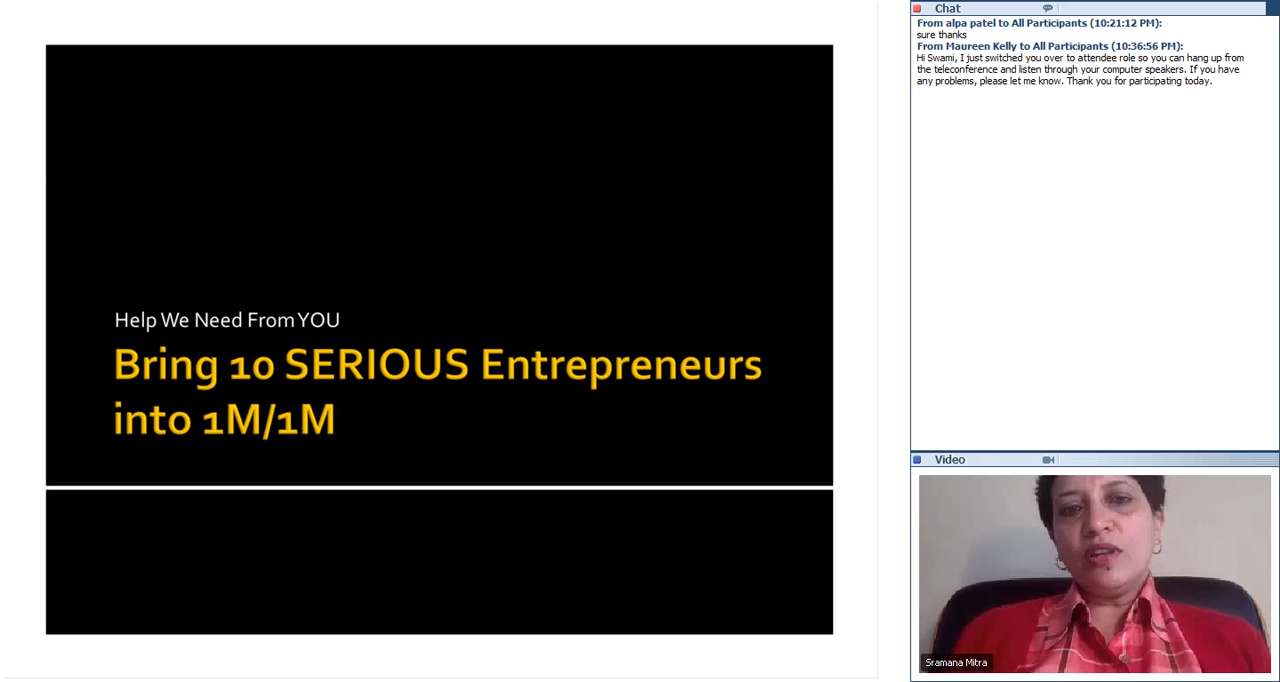 Help We Need From YOU
Bring 10 SERIOUS Entrepreneurs
into 1M/1M
Chat
From alpa patel to All Participants (10:21:12 PM):
sure thanks
From Maureen Kelly to All Participants (10:36:56 PM):
Hi Swami, I just switched you over to attendee role so you can hang up from
the teleconference and listen through your computer speakers. If you have
any problems, please let me know. Thank you for participating today.
Video
Sramana Mitra